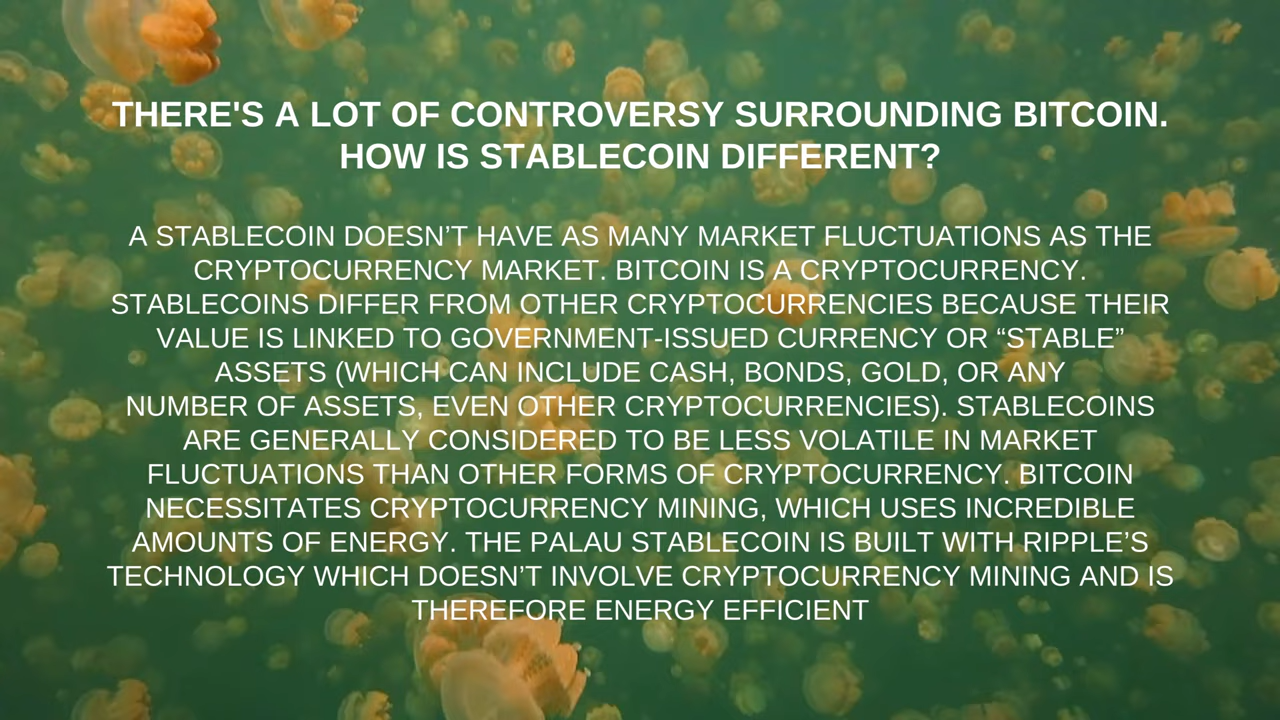 THERE'S A LOT OF CONTROVERSY SURROUNDING BITCOIN.
HOW IS STABLECOIN DIFFERENT?
A STABLECOIN DOESN’T HAVE AS MANY MARKET FLUCTUATIONS AS THE
CRYPTOCURRENCY MARKET. BITCOIN IS A CRYPTOCURRENCY.
STABLECOINS DIFFER FROM OTHER CRYPTOCURRENCIES BECAUSE THEIR
VALUE IS LINKED TO GOVERNMENT-ISSUED CURRENCY OR “STABLE”
ASSETS (WHICH CAN INCLUDE CASH, BONDS, GOLD, OR ANY
NUMBER OF ASSETS, EVEN OTHER CRYPTOCURRENCIES). STABLECOINS
ARE GENERALLY CONSIDERED TO BE LESS VOLATILE IN MARKET
FLUCTUATIONS THAN OTHER FORMS OF CRYPTOCURRENCY. BITCOIN
NECESSITATES CRYPTOCURRENCY MINING, WHICH USES INCREDIBLE
AMOUNTS OF ENERGY. THE PALAU STABLECOIN IS BUILT WITH RIPPLE’S
TECHNOLOGY WHICH DOESN’T INVOLVE CRYPTOCURRENCY MINING AND IS
THEREFORE ENERGY EFFICIENT